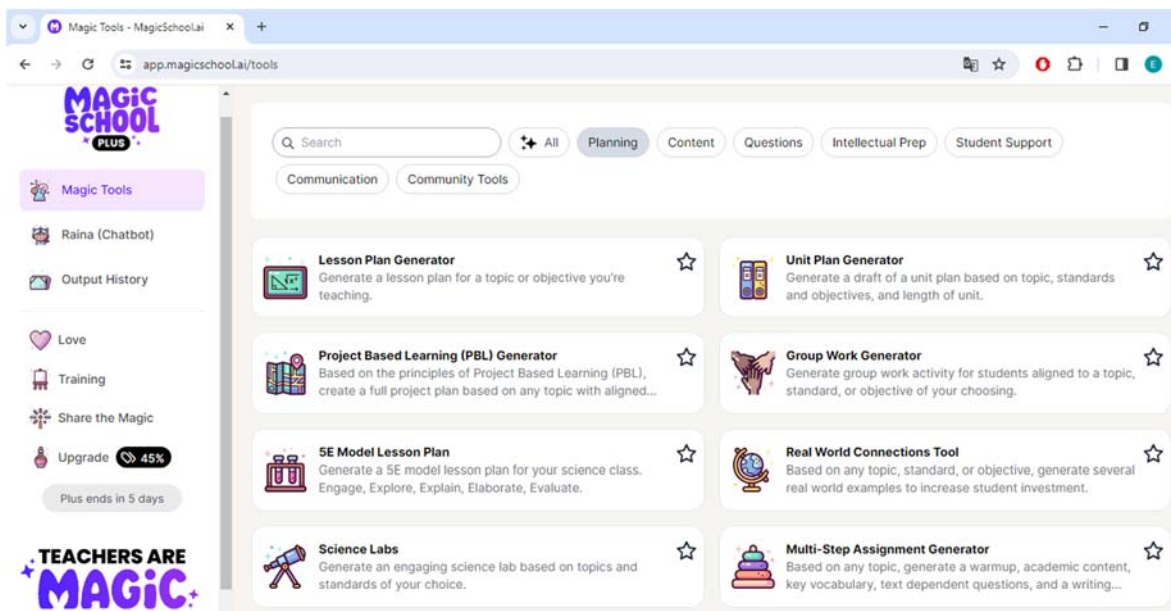 Magic Tools - MagicSchool.ai
app.magicschool.ai/tools
E
MAGIC
SCHOOL
PLUS
Magic Tools
Raina (Chatbot)
Output History
Love
Training
Share the Magic
Upgrade 45%
Plus ends in 5 days
TEACHERS ARE
MAGIC
Search
All
Planning
Content
Questions
Intellectual Prep
Student Support
Communication
Community Tools
Lesson Plan Generator
Generate a lesson plan for a topic or objective you're
teaching.
Unit Plan Generator
Generate a draft of a unit plan based on topic, standards
and objectives, and length of unit.
Project Based Learning (PBL) Generator
Based on the principles of Project Based Learning (PBL),
create a full project plan based on any topic with aligned...
Group Work Generator
Generate group work activity for students aligned to a topic,
standard, or objective of your choosing.
5E Model Lesson Plan
Generate a 5E model lesson plan for your science class.
Engage, Explore, Explain, Elaborate, Evaluate.
Real World Connections Tool
Based on any topic, standard, or objective, generate several
real world examples to increase student investment.
Science Labs
Generate an engaging science lab based on topics and
standards of your choice.
Multi-Step Assignment Generator
Based on any topic, generate a warmup, academic content,
key vocabulary, text dependent questions, and a writing...